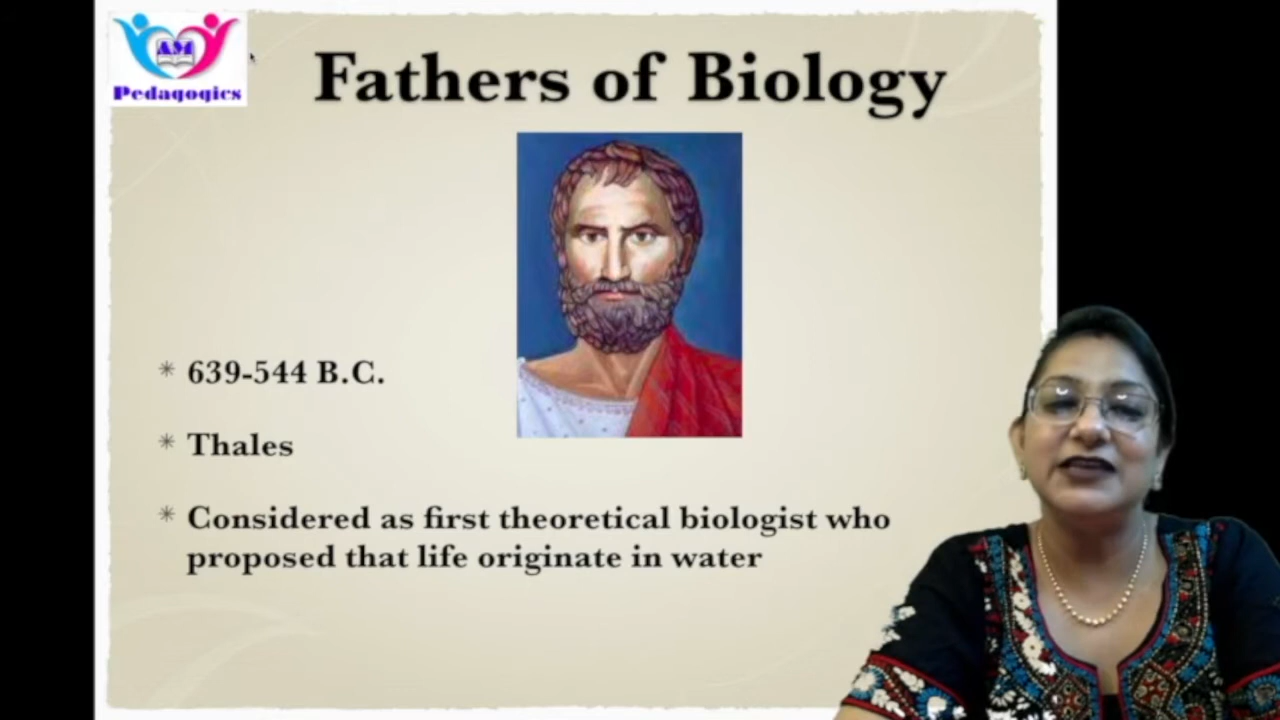 AM
Pedagogics
Fathers of Biology
* 639-544 B.C.
* Thales
* Considered as first theoretical biologist who
proposed that life originate in water